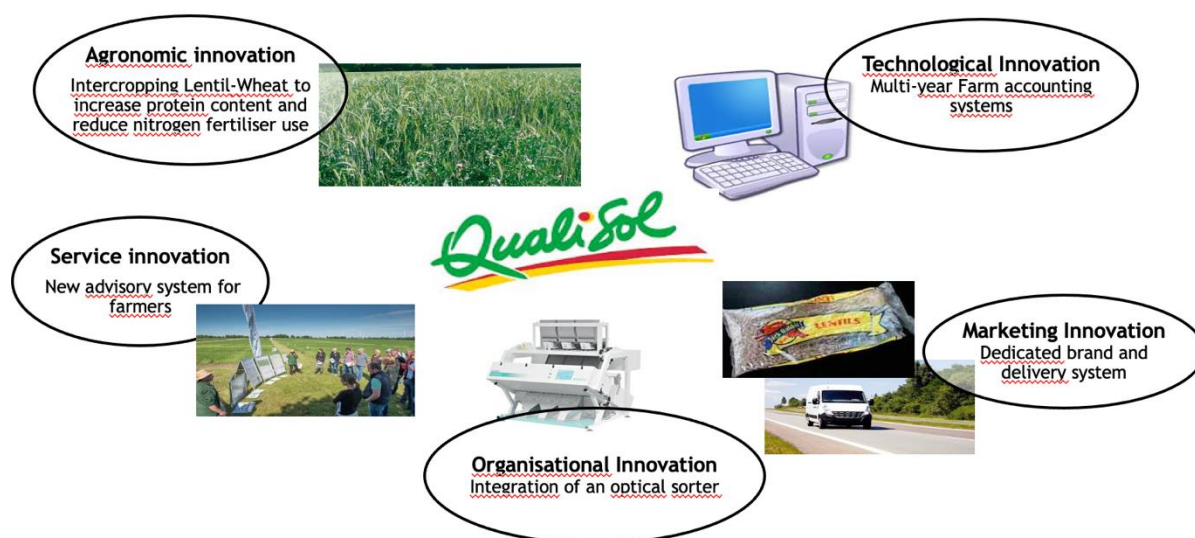 Agronomic innovation
Intercropping Lentil-Wheat to
increase protein content and
reduce nitrogen fertiliser use
Technological Innovation
Multi-year Farm accounting
systems
QualiSol
Service innovation
New advisory system for
farmers
LENTILS
Marketing Innovation
Dedicated brand and
delivery system
Organisational Innovation
Integration of an optical sorter